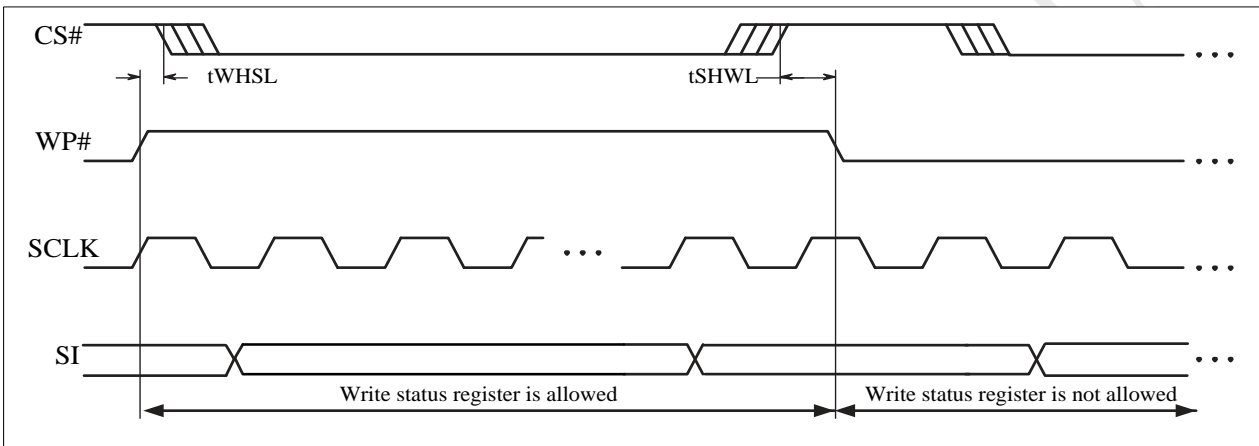 CS#
tWHSL
tSHWL
WP#
SCLK
SI
Write status register is allowed
Write status register is not allowed